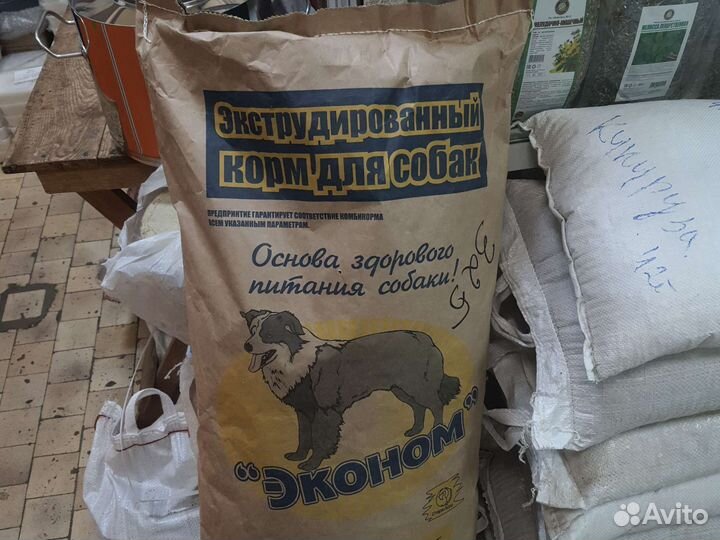 Экструдированный
корм для собак
ПРЕДПРИЯТИЕ ГАРАНТИРУЕТ СООТВЕТСТВИЕ КОМБИКОРМА
ВСЕМ УКАЗАННЫМ ПАРАМЕТРАМ.
Основа здорового
питания собаки!
"ЭКОНОМ"
Кукуруза
Avito